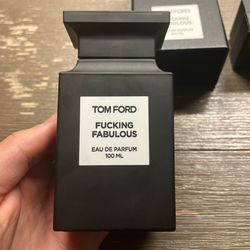 TOM FORD
FUCKING
FABULOUS
EAU DE PARFUM
100 ML